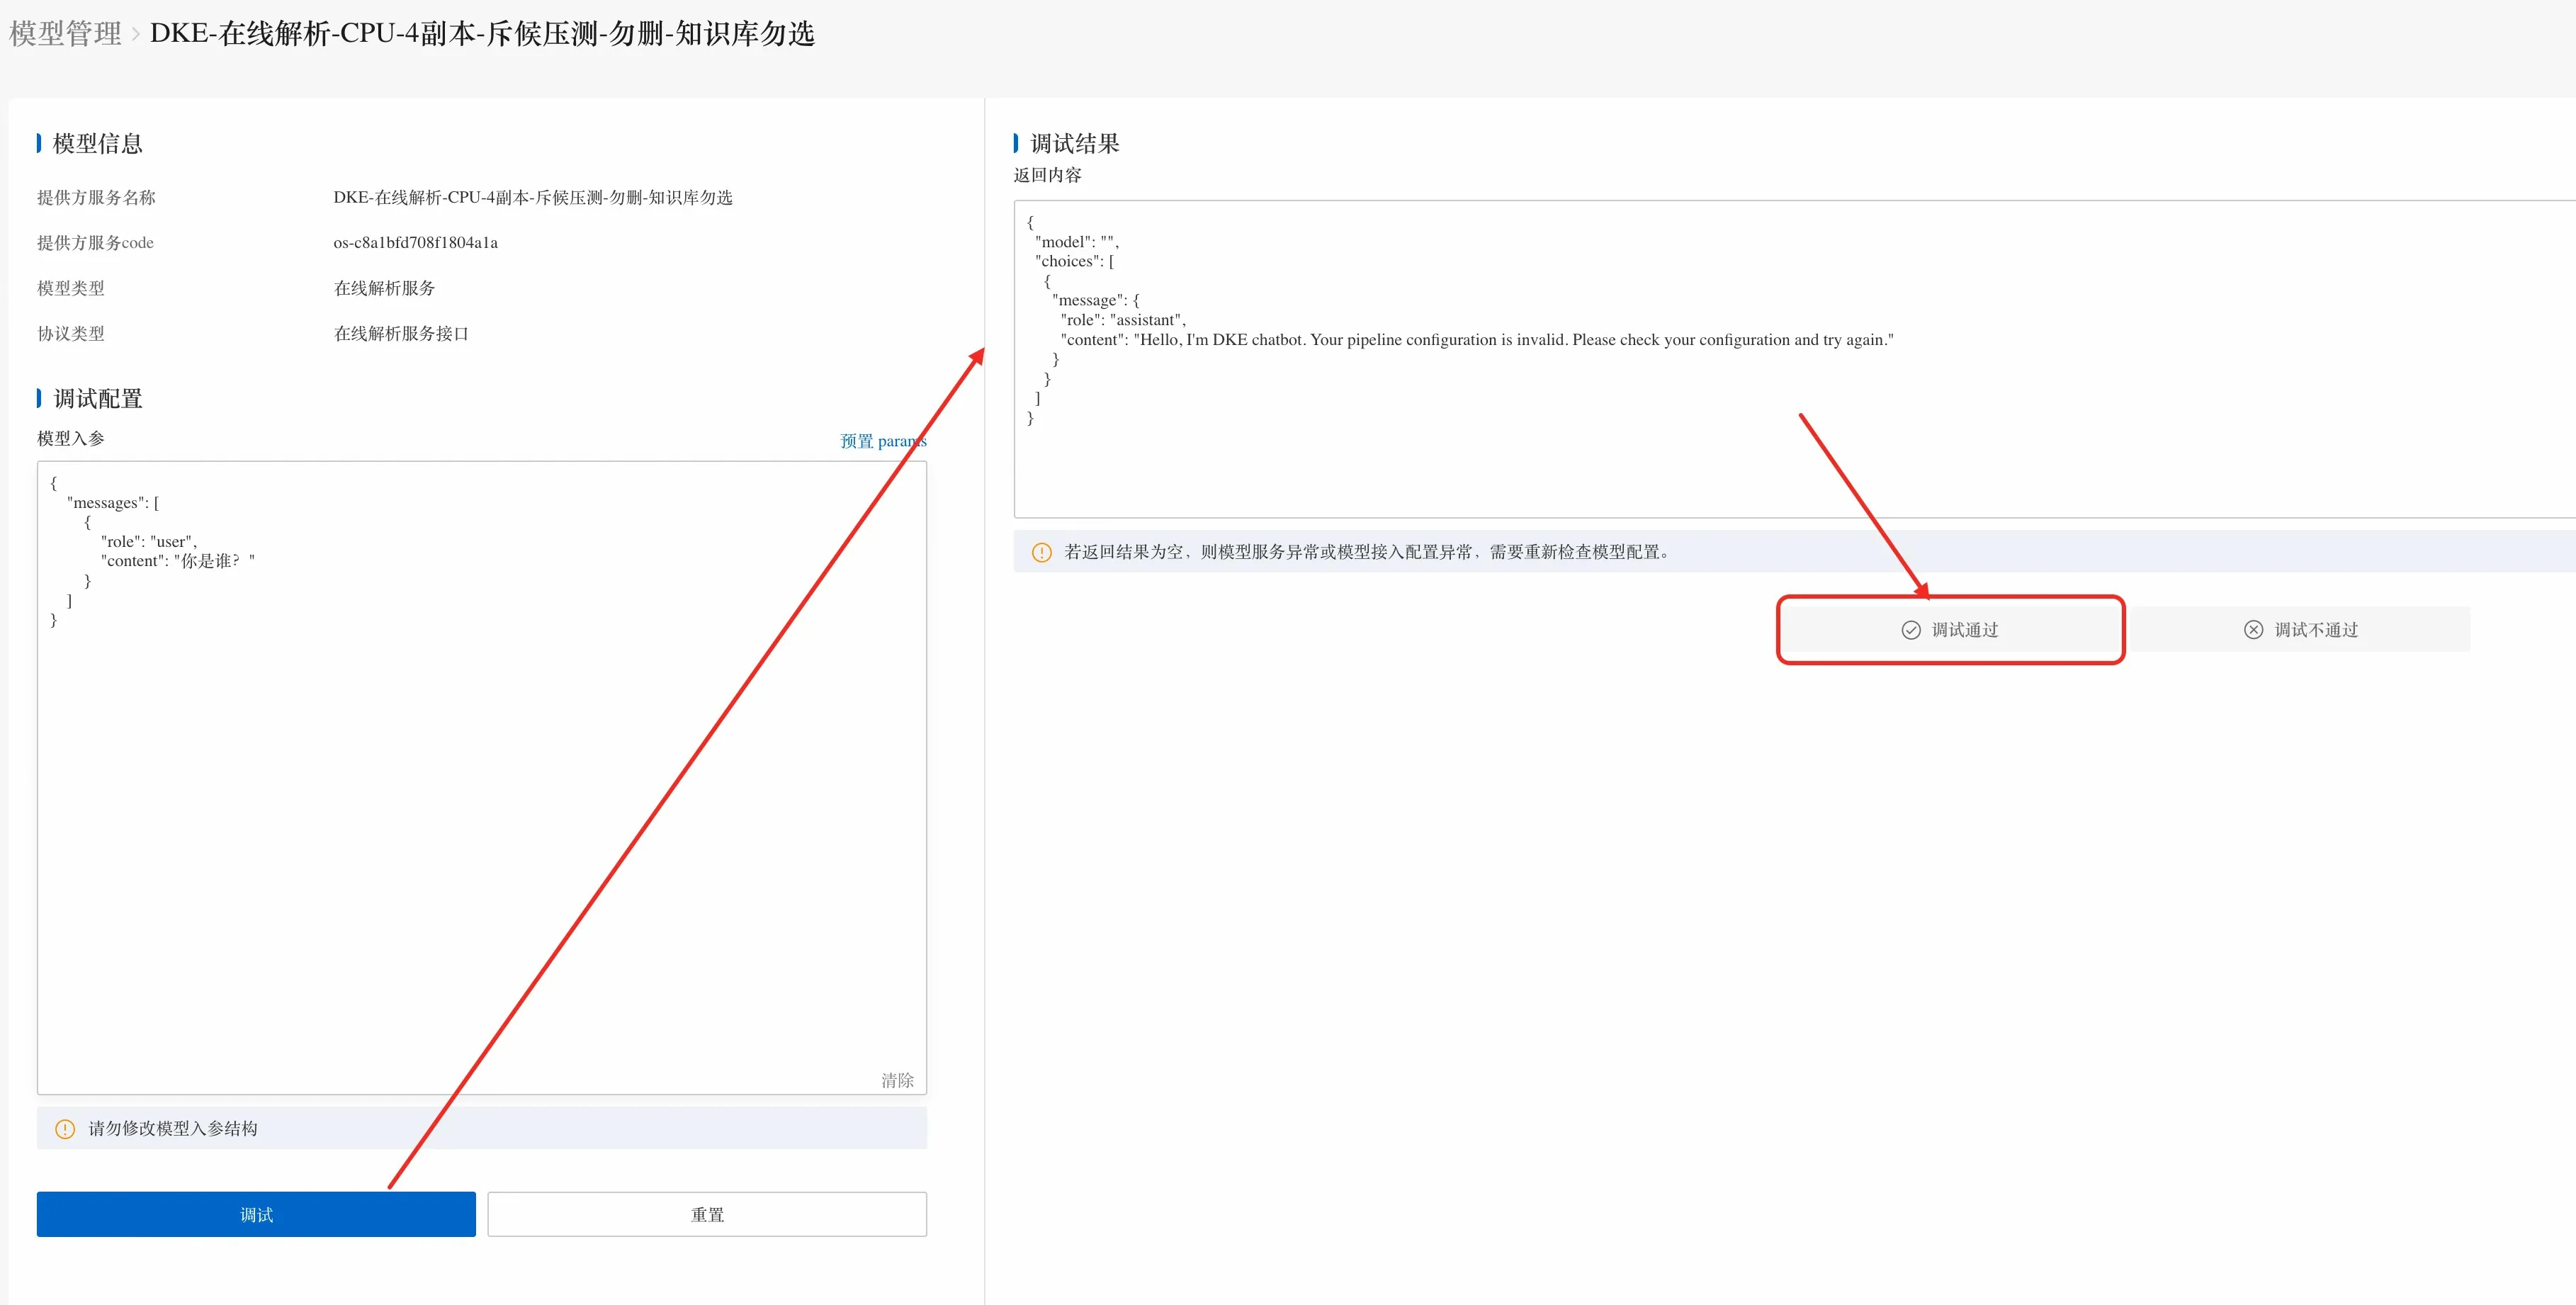 模型管理 > DKE-在线解析-CPU-4副本-斥候压测-勿删-知识库勿选
模型信息
提供方服务名称 DKE-在线解析-CPU-4副本-斥候压测-勿删-知识库勿选
提供方服务code os-c8a1bfd708f1804a1a
模型类型 在线解析服务
协议类型 在线解析服务接口
调试配置
模型入参 预置 params
{
"messages": [
{
"role": "user",
"content": "你是谁？"
}
]
}
清除
请勿修改模型入参结构
调试 重置
调试结果
返回内容
{
"model": "",
"choices": [
{
"message": {
"role": "assistant",
"content": "Hello, I'm DKE chatbot. Your pipeline configuration is invalid. Please check your configuration and try again."
}
}
]
}
若返回结果为空，则模型服务异常或模型接入配置异常，需要重新检查模型配置。
调试通过 调试不通过